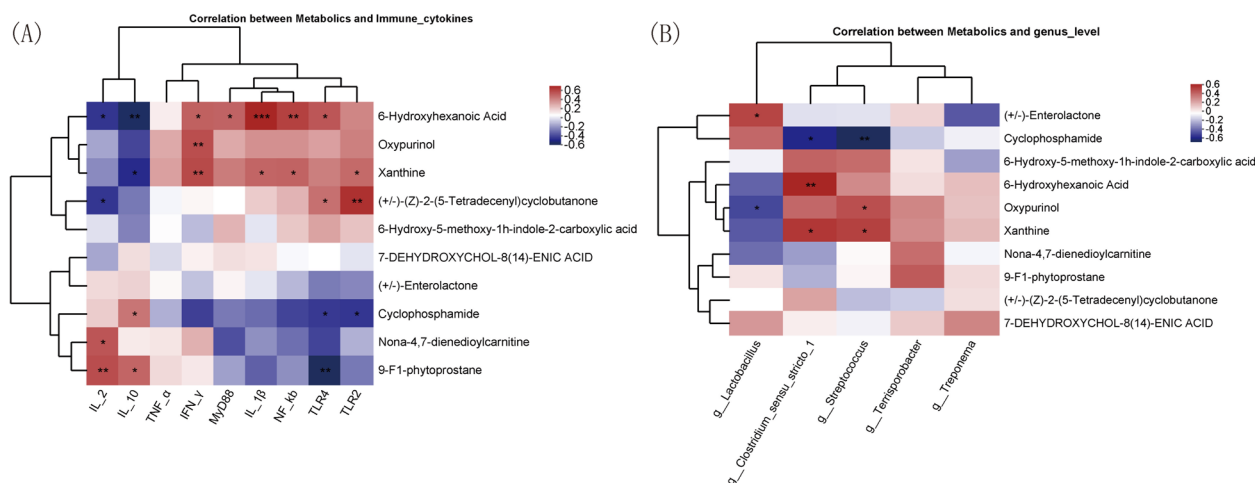 (A)
Correlation between Metabolics and Immune_cytokines
0.6
0.4
0.2
0
-0.2
-0.4
-0.6
* ** * * *** ** * 6-Hydroxyhexanoic Acid
** Oxypurinol
* ** * * * Xanthine
* * ** (+/-)-(Z)-2-(5-Tetradecenyl)cyclobutanone
6-Hydroxy-5-methoxy-1h-indole-2-carboxylic acid
7-DEHYDROXYCHOL-8(14)-ENIC ACID
(+/-)-Enterolactone
* * * Cyclophosphamide
* Nona-4,7-dienedioylcarnitine
** * ** 9-F1-phytoprostane
IL_2
IL_10
TNF_α
IFN_γ
MyD88
IL_1β
NF_kb
TLR4
TLR2
(B)
Correlation between Metabolics and genus_level
0.6
0.4
0.2
0
-0.2
-0.4
-0.6
* (+/-)-Enterolactone
* ** Cyclophosphamide
6-Hydroxy-5-methoxy-1h-indole-2-carboxylic acid
** 6-Hydroxyhexanoic Acid
* * Oxypurinol
* * Xanthine
Nona-4,7-dienedioylcarnitine
9-F1-phytoprostane
(+/-)-(Z)-2-(5-Tetradecenyl)cyclobutanone
7-DEHYDROXYCHOL-8(14)-ENIC ACID
g__Lactobacillus
g__Clostridium_sensu_stricto_1
g__Streptococcus
g__Terrisporobacter
g__Treponema